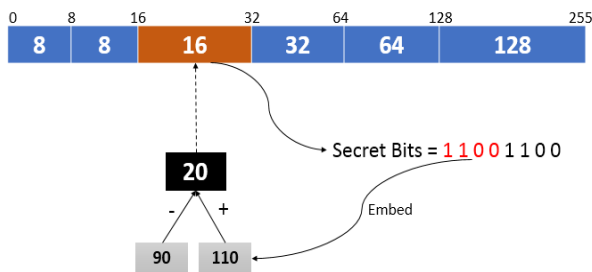 0 8 16 32 64 128 255
8 8 16 32 64 128
Secret Bits = 1 1 0 0 1 1 0 0
20
- +
Embed
90 110